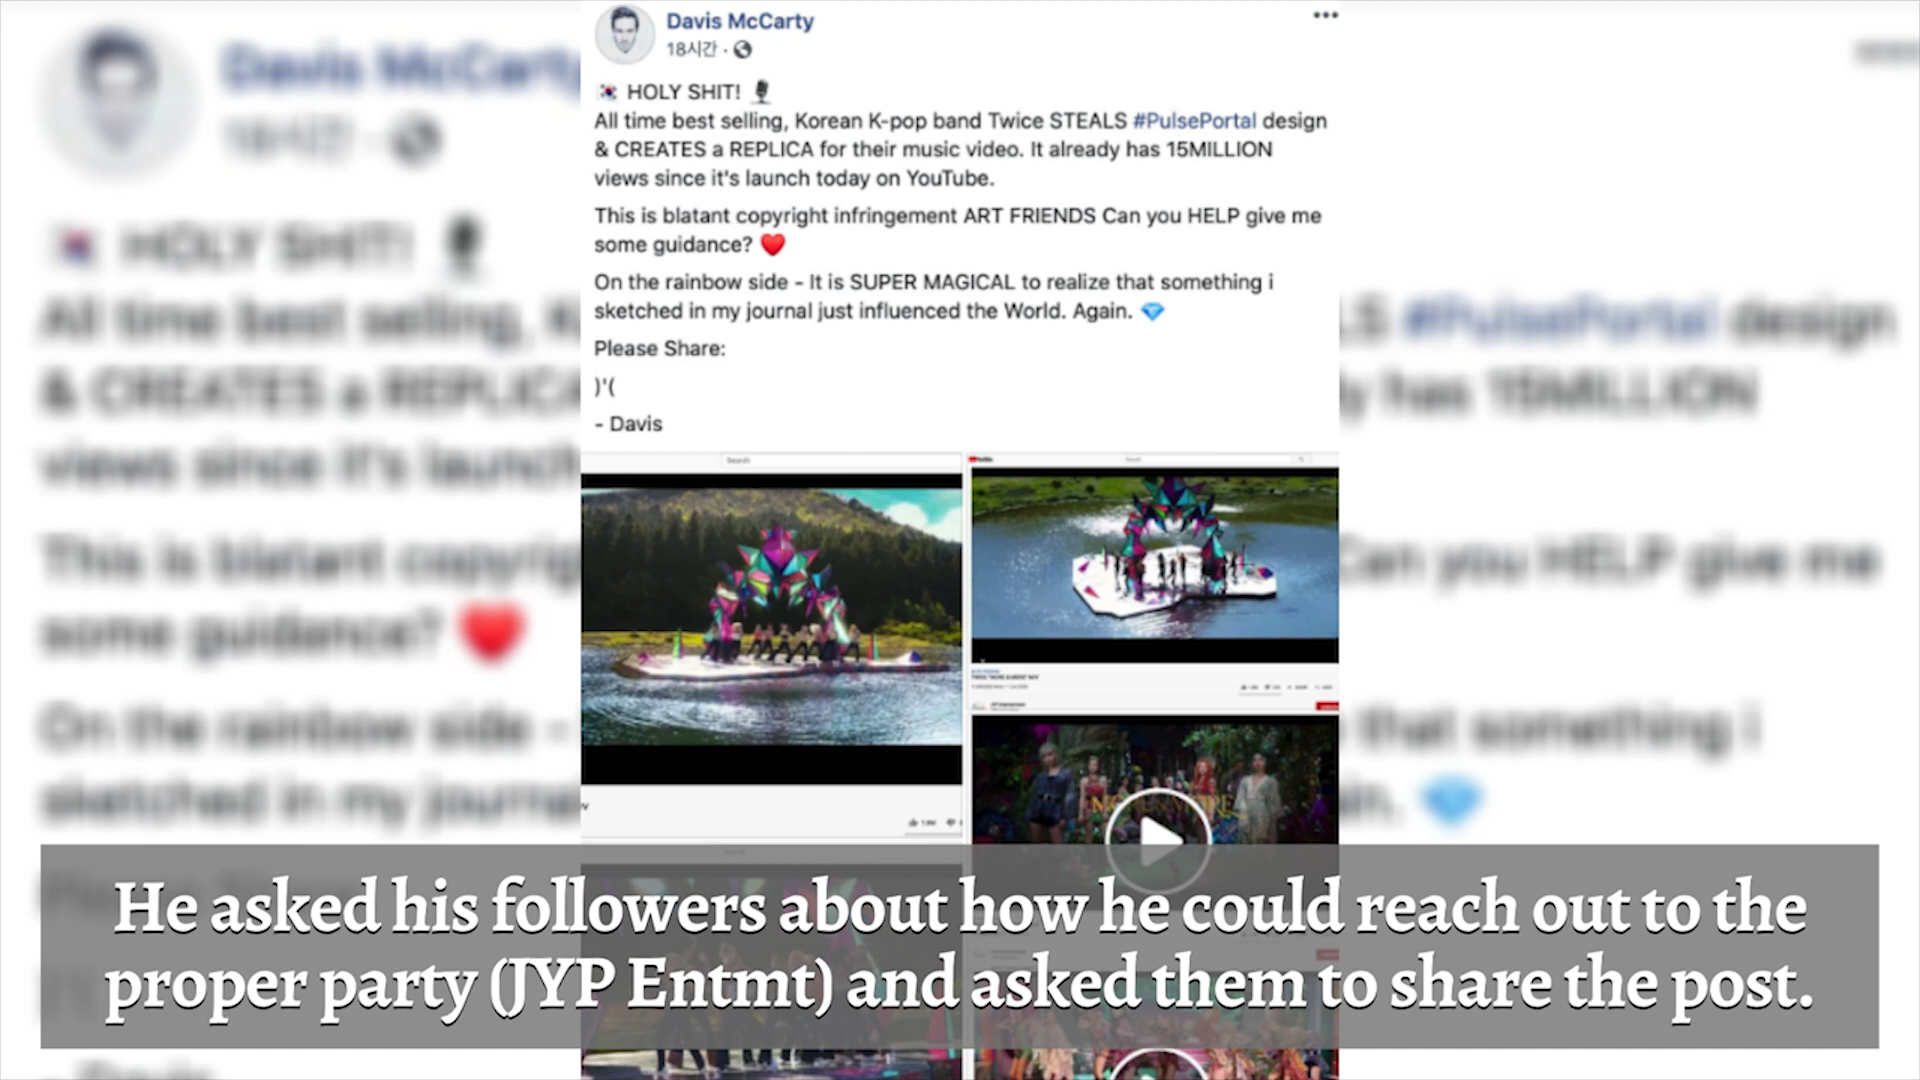 Davis McCarty
18시간 ·
HOLY SHIT!
All time best selling, Korean K-pop band Twice STEALS #PulsePortal design
& CREATES a REPLICA for their music video. It already has 15MILLION
views since it's launch today on YouTube.
This is blatant copyright infringement ART FRIENDS Can you HELP give me
some guidance? ❤️
On the rainbow side - It is SUPER MAGICAL to realize that something i
sketched in my journal just influenced the World. Again. 💎
Please Share:
)'(
- Davis
Search
Search
MORE & MORE
He asked his followers about how he could reach out to the
proper party (JYP Entmt) and asked them to share the post.